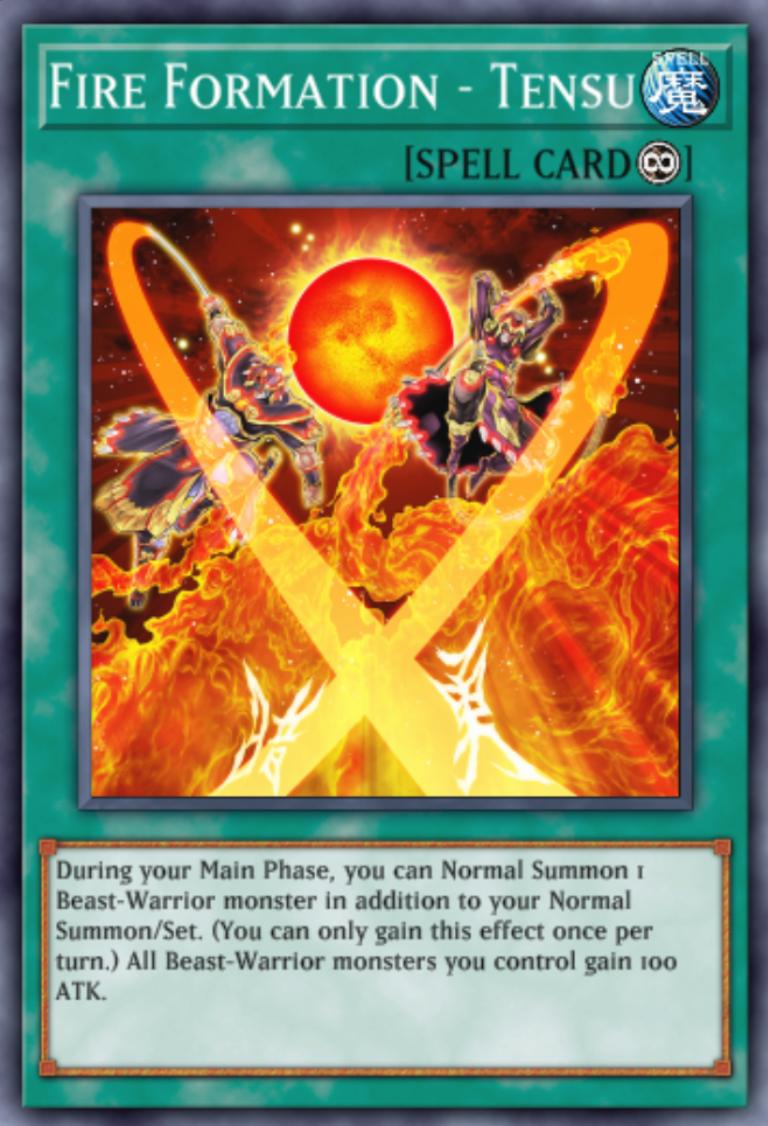 FIRE FORMATION - TENSU
SPELL
魔
[SPELL CARD♾]
During your Main Phase, you can Normal Summon 1
Beast-Warrior monster in addition to your Normal
Summon/Set. (You can only gain this effect once per
turn.) All Beast-Warrior monsters you control gain 100
ATK.